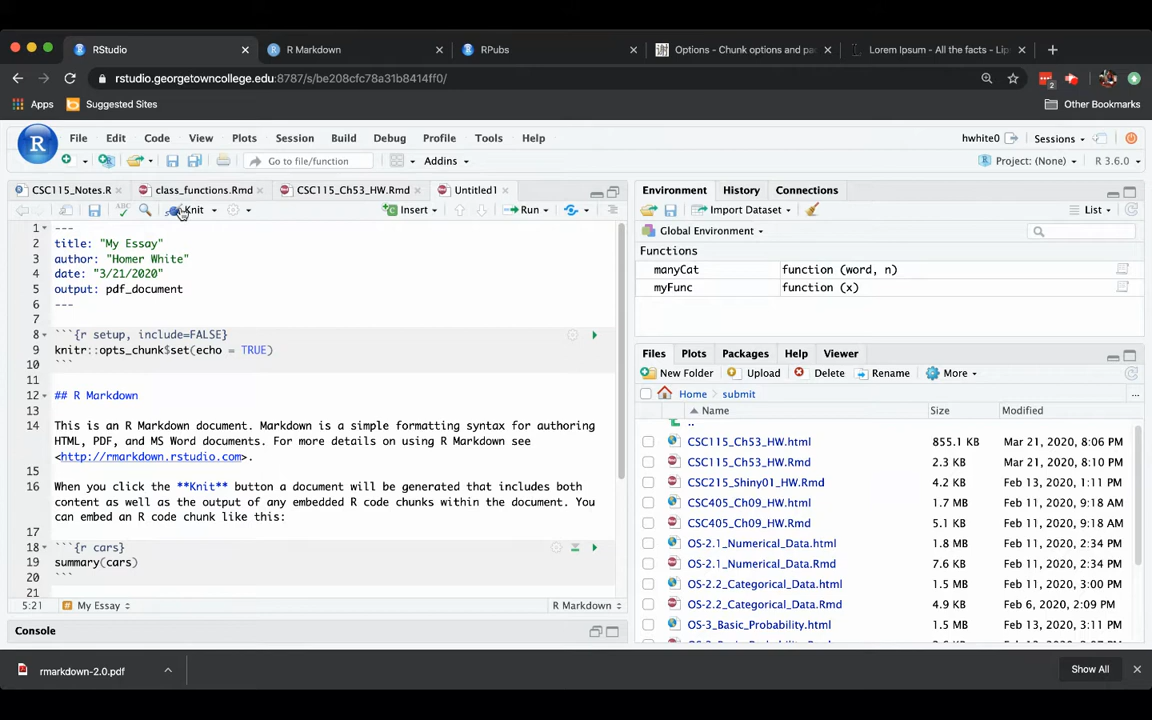 RStudio
R Markdown
RPubs
Options - Chunk options and pa
Lorem Ipsum - All the facts - Lip
rstudio.georgetowncollege.edu:8787/s/be208cfc78a31b8414ff0/
2
Apps
Suggested Sites
Other Bookmarks
R
File Edit Code View Plots Session Build Debug Profile Tools Help
hwhite0
Sessions
Go to file/function
Addins
Project: (None)
R 3.6.0
CSC115_Notes.R
class_functions.Rmd
CSC115_Ch53_HW.Rmd
Untitled1
ABC
Knit
Insert
Run
1 ---
2 title: "My Essay"
3 author: "Homer White"
4 date: "3/21/2020"
5 output: pdf_document
6 ---
7
8 ```{r setup, include=FALSE}
9 knitr::opts_chunk$set(echo = TRUE)
10 ```
11
12 ## R Markdown
13
14 This is an R Markdown document. Markdown is a simple formatting syntax for authoring
HTML, PDF, and MS Word documents. For more details on using R Markdown see
<http://rmarkdown.rstudio.com>.
15
16 When you click the **Knit** button a document will be generated that includes both
content as well as the output of any embedded R code chunks within the document. You
can embed an R code chunk like this:
17
18 ```{r cars}
19 summary(cars)
20 ```
21
5:21
My Essay
R Markdown
Console
Environment History Connections
Import Dataset
List
Global Environment
Functions
manyCat function (word, n)
myFunc function (x)
Files Plots Packages Help Viewer
New Folder Upload Delete Rename More
Home submit
...
Name Size Modified
..
CSC115_Ch53_HW.html 855.1 KB Mar 21, 2020, 8:06 PM
CSC115_Ch53_HW.Rmd 2.3 KB Mar 21, 2020, 8:10 PM
CSC215_Shiny01_HW.Rmd 4.2 KB Feb 13, 2020, 1:11 PM
CSC405_Ch09_HW.html 1.7 MB Feb 11, 2020, 9:18 AM
CSC405_Ch09_HW.Rmd 5.1 KB Feb 11, 2020, 9:18 AM
OS-2.1_Numerical_Data.html 1.8 MB Feb 11, 2020, 2:34 PM
OS-2.1_Numerical_Data.Rmd 7.6 KB Feb 11, 2020, 2:34 PM
OS-2.2_Categorical_Data.html 1.5 MB Feb 11, 2020, 3:00 PM
OS-2.2_Categorical_Data.Rmd 4.9 KB Feb 6, 2020, 2:09 PM
OS-3_Basic_Probability.html 1.5 MB Feb 13, 2020, 3:11 PM
rmarkdown-2.0.pdf
Show All